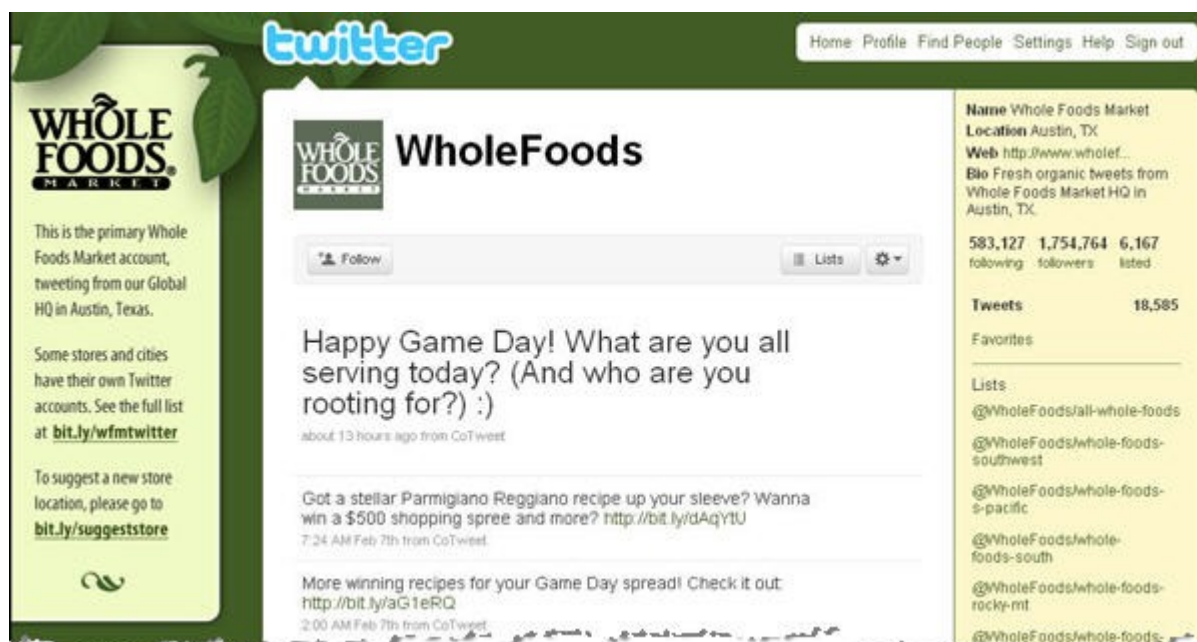 twitter
Home Profile Find People Settings Help Sign out
WHOLE
FOODS
MARKET
This is the primary Whole
Foods Market account,
tweeting from our Global
HQ in Austin, Texas.
Some stores and cities
have their own Twitter
accounts. See the full list
at bit.ly/wfmtwitter
To suggest a new store
location, please go to
bit.ly/suggeststore
WHOLE
FOODS
MARKET
WholeFoods
Follow
Lists
Happy Game Day! What are you all
serving today? (And who are you
rooting for?) :)
about 13 hours ago from CoTweet
Got a stellar Parmigiano Reggiano recipe up your sleeve? Wanna
win a $500 shopping spree and more? http://bit.ly/dAqYtU
7:24 AM Feb 7th from CoTweet
More winning recipes for your Game Day spread! Check it out:
http://bit.ly/aG1eRQ
2:00 AM Feb 7th from CoTweet
Name Whole Foods Market
Location Austin, TX
Web http://www.wholef...
Bio Fresh organic tweets from
Whole Foods Market HQ in
Austin, TX.
583,127 1,754,764 6,167
following followers listed
Tweets 18,585
Favorites
Lists
@WholeFoods/all-whole-foods
@WholeFoods/whole-foods-
southwest
@WholeFoods/whole-foods-
s-pacific
@WholeFoods/whole-
foods-south
@WholeFoods/whole-foods-
rocky-mt
@WholeFoods/whole-foods-